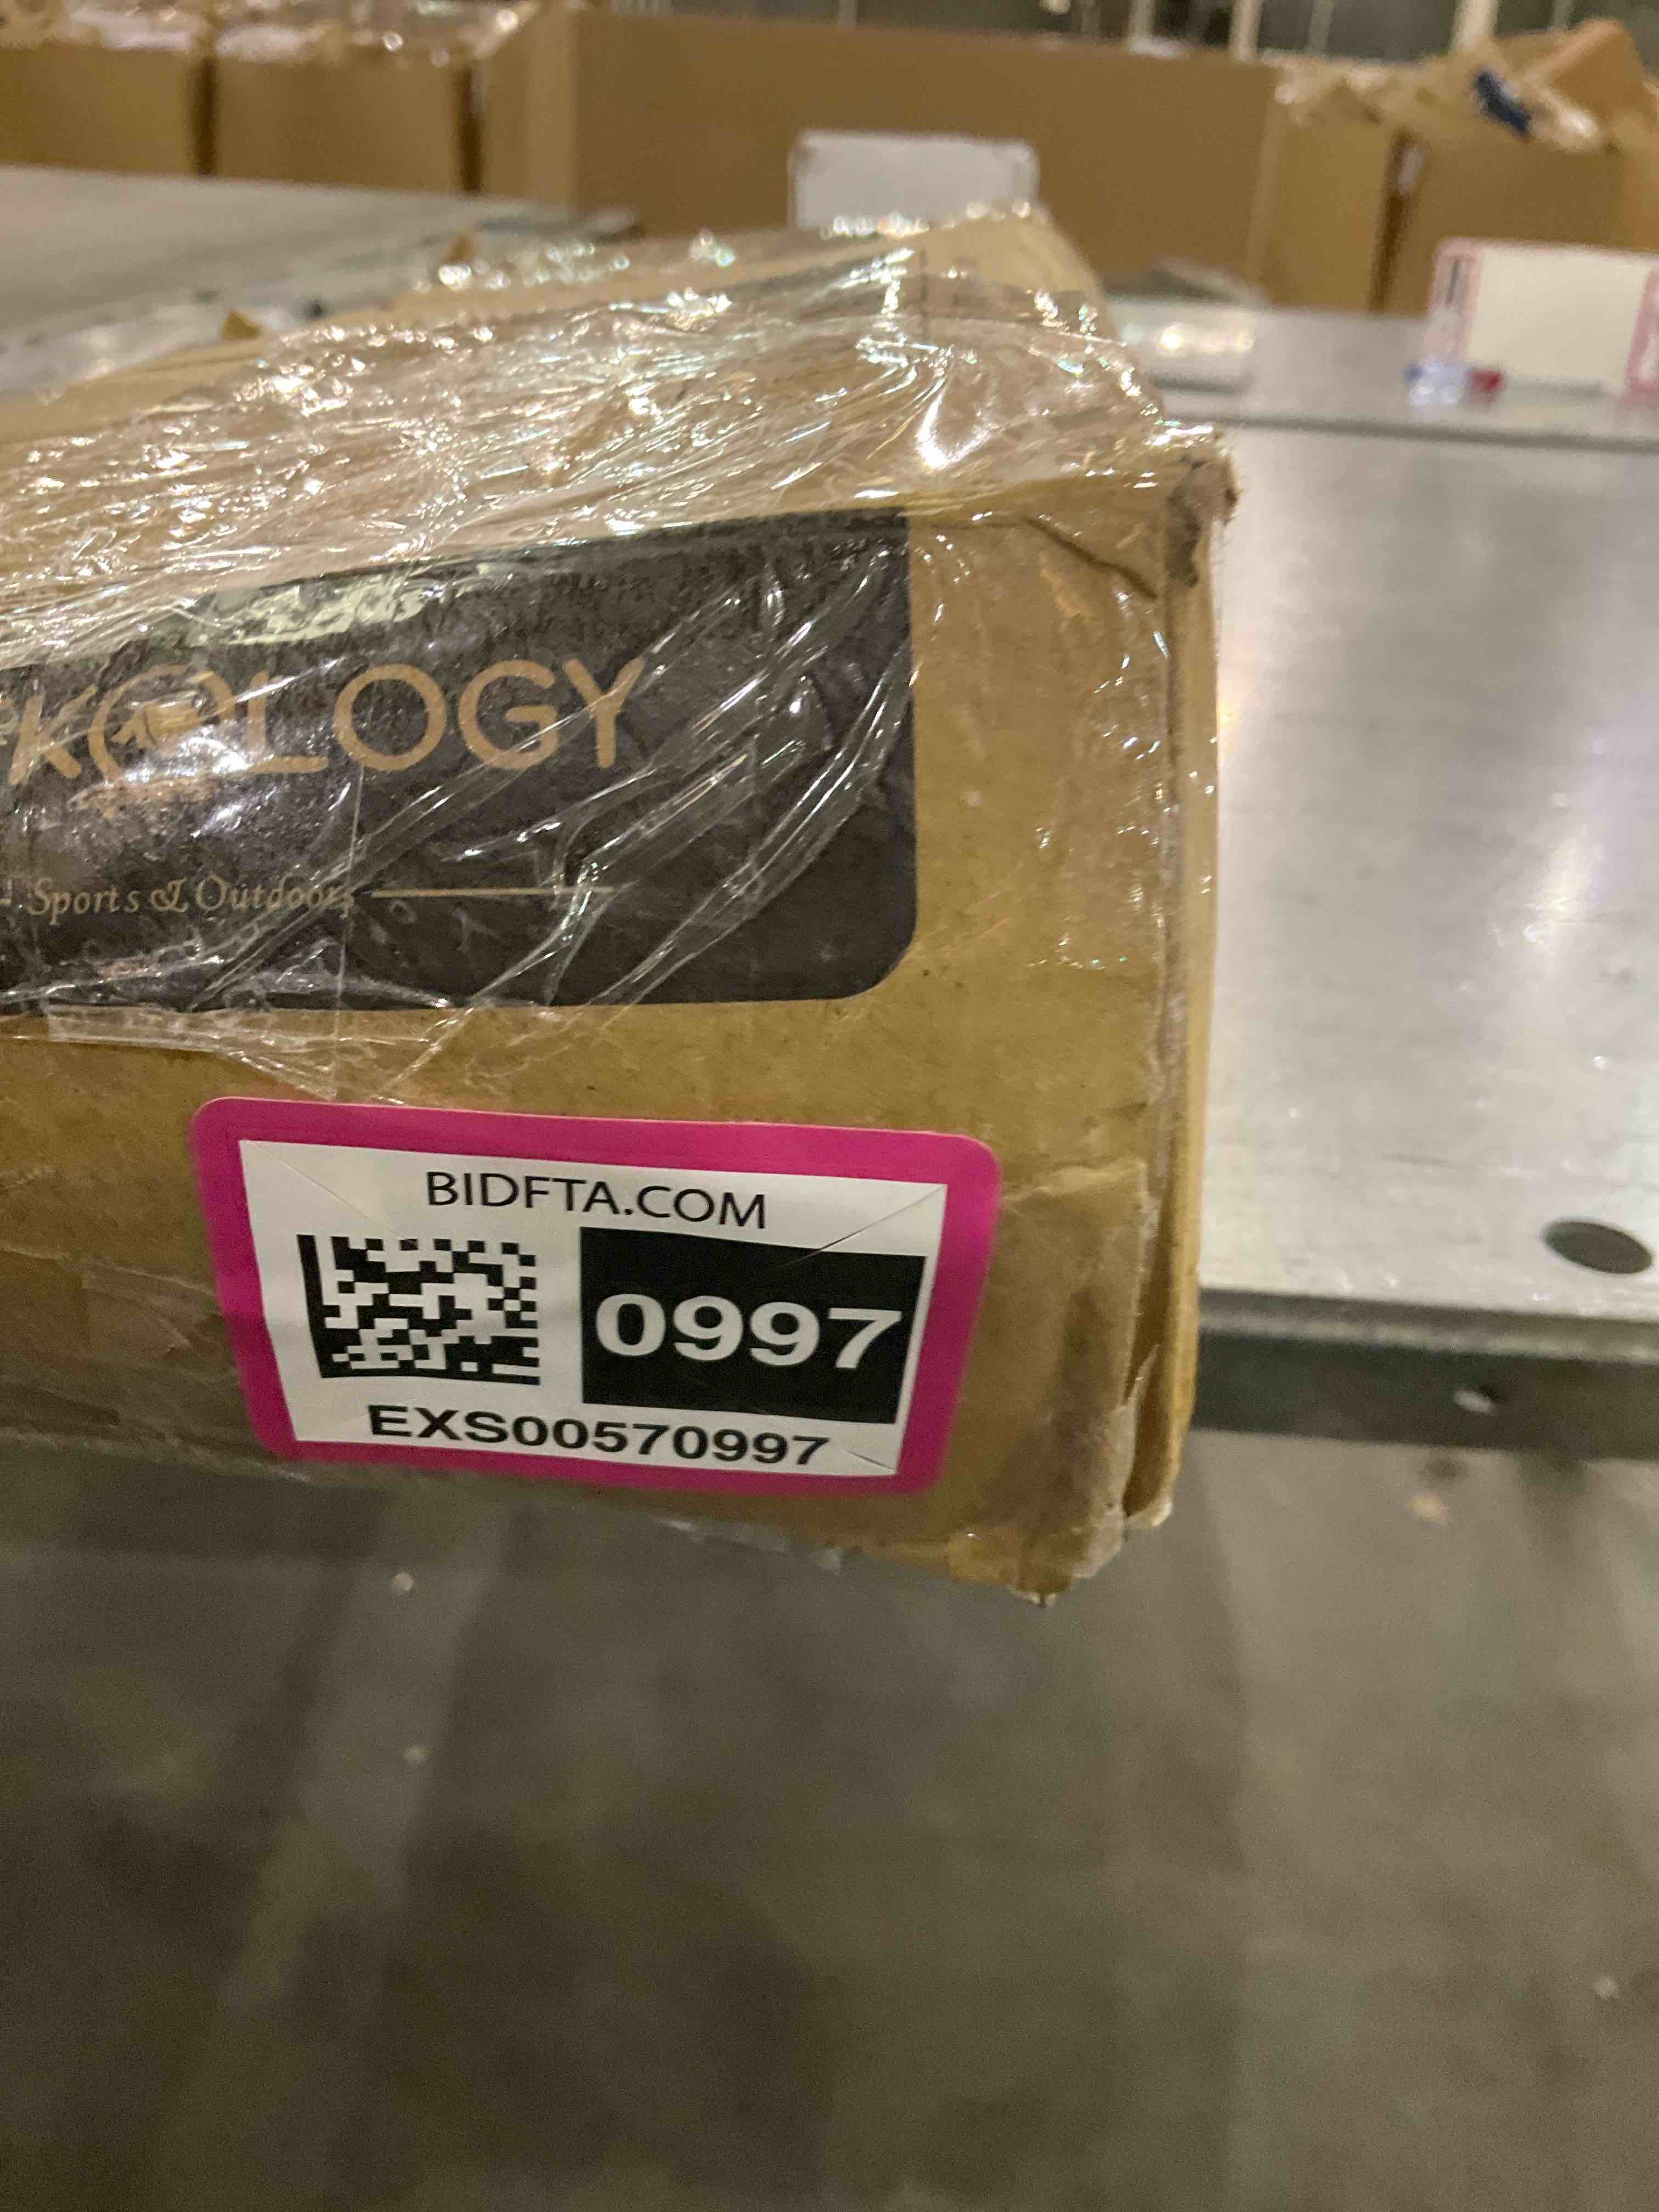 KOLOGY
Sports & Outdoors
BIDFTA.COM
0997
EXS00570997